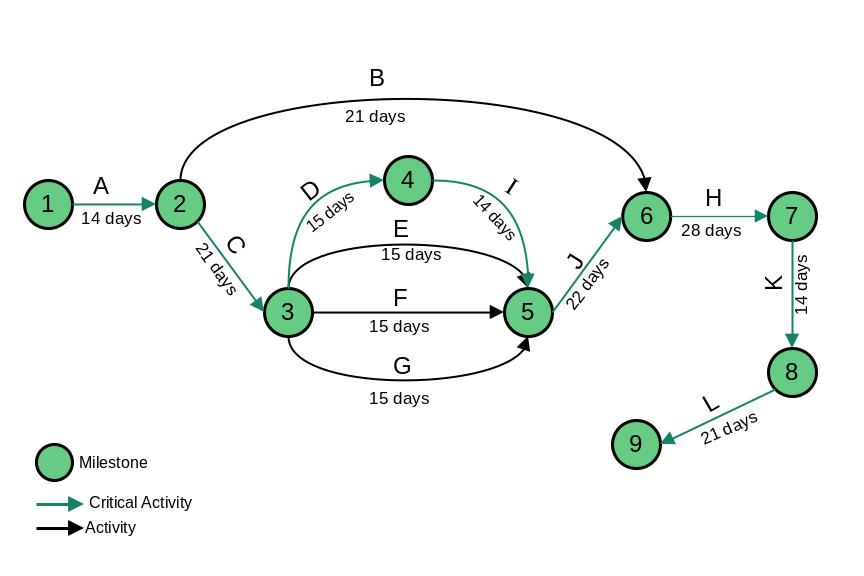 B
21 days
A
14 days
1
2
C
21 days
D
15 days
4
I
14 days
E
15 days
3
F
15 days
5
G
15 days
J
22 days
6
H
28 days
7
K
14 days
8
L
21 days
9
Milestone
Critical Activity
Activity